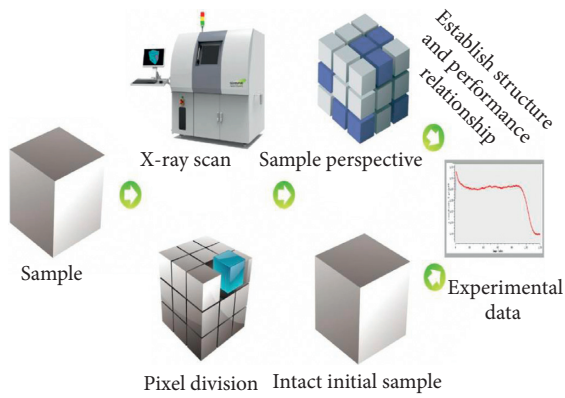 Establish structure
and performance
relationship
X-ray scan
Sample perspective
Sample
Experimental
data
Pixel division
Intact initial sample